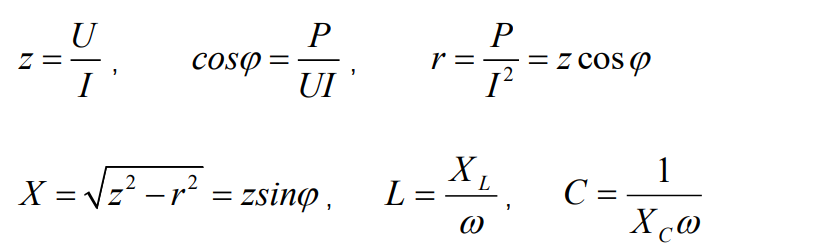 z = U/I , cosφ = P/UI , r = P/I² = z cos φ
X = √(z² − r²) = zsinφ , L = X_L/ω , C = 1/(X_C ω)